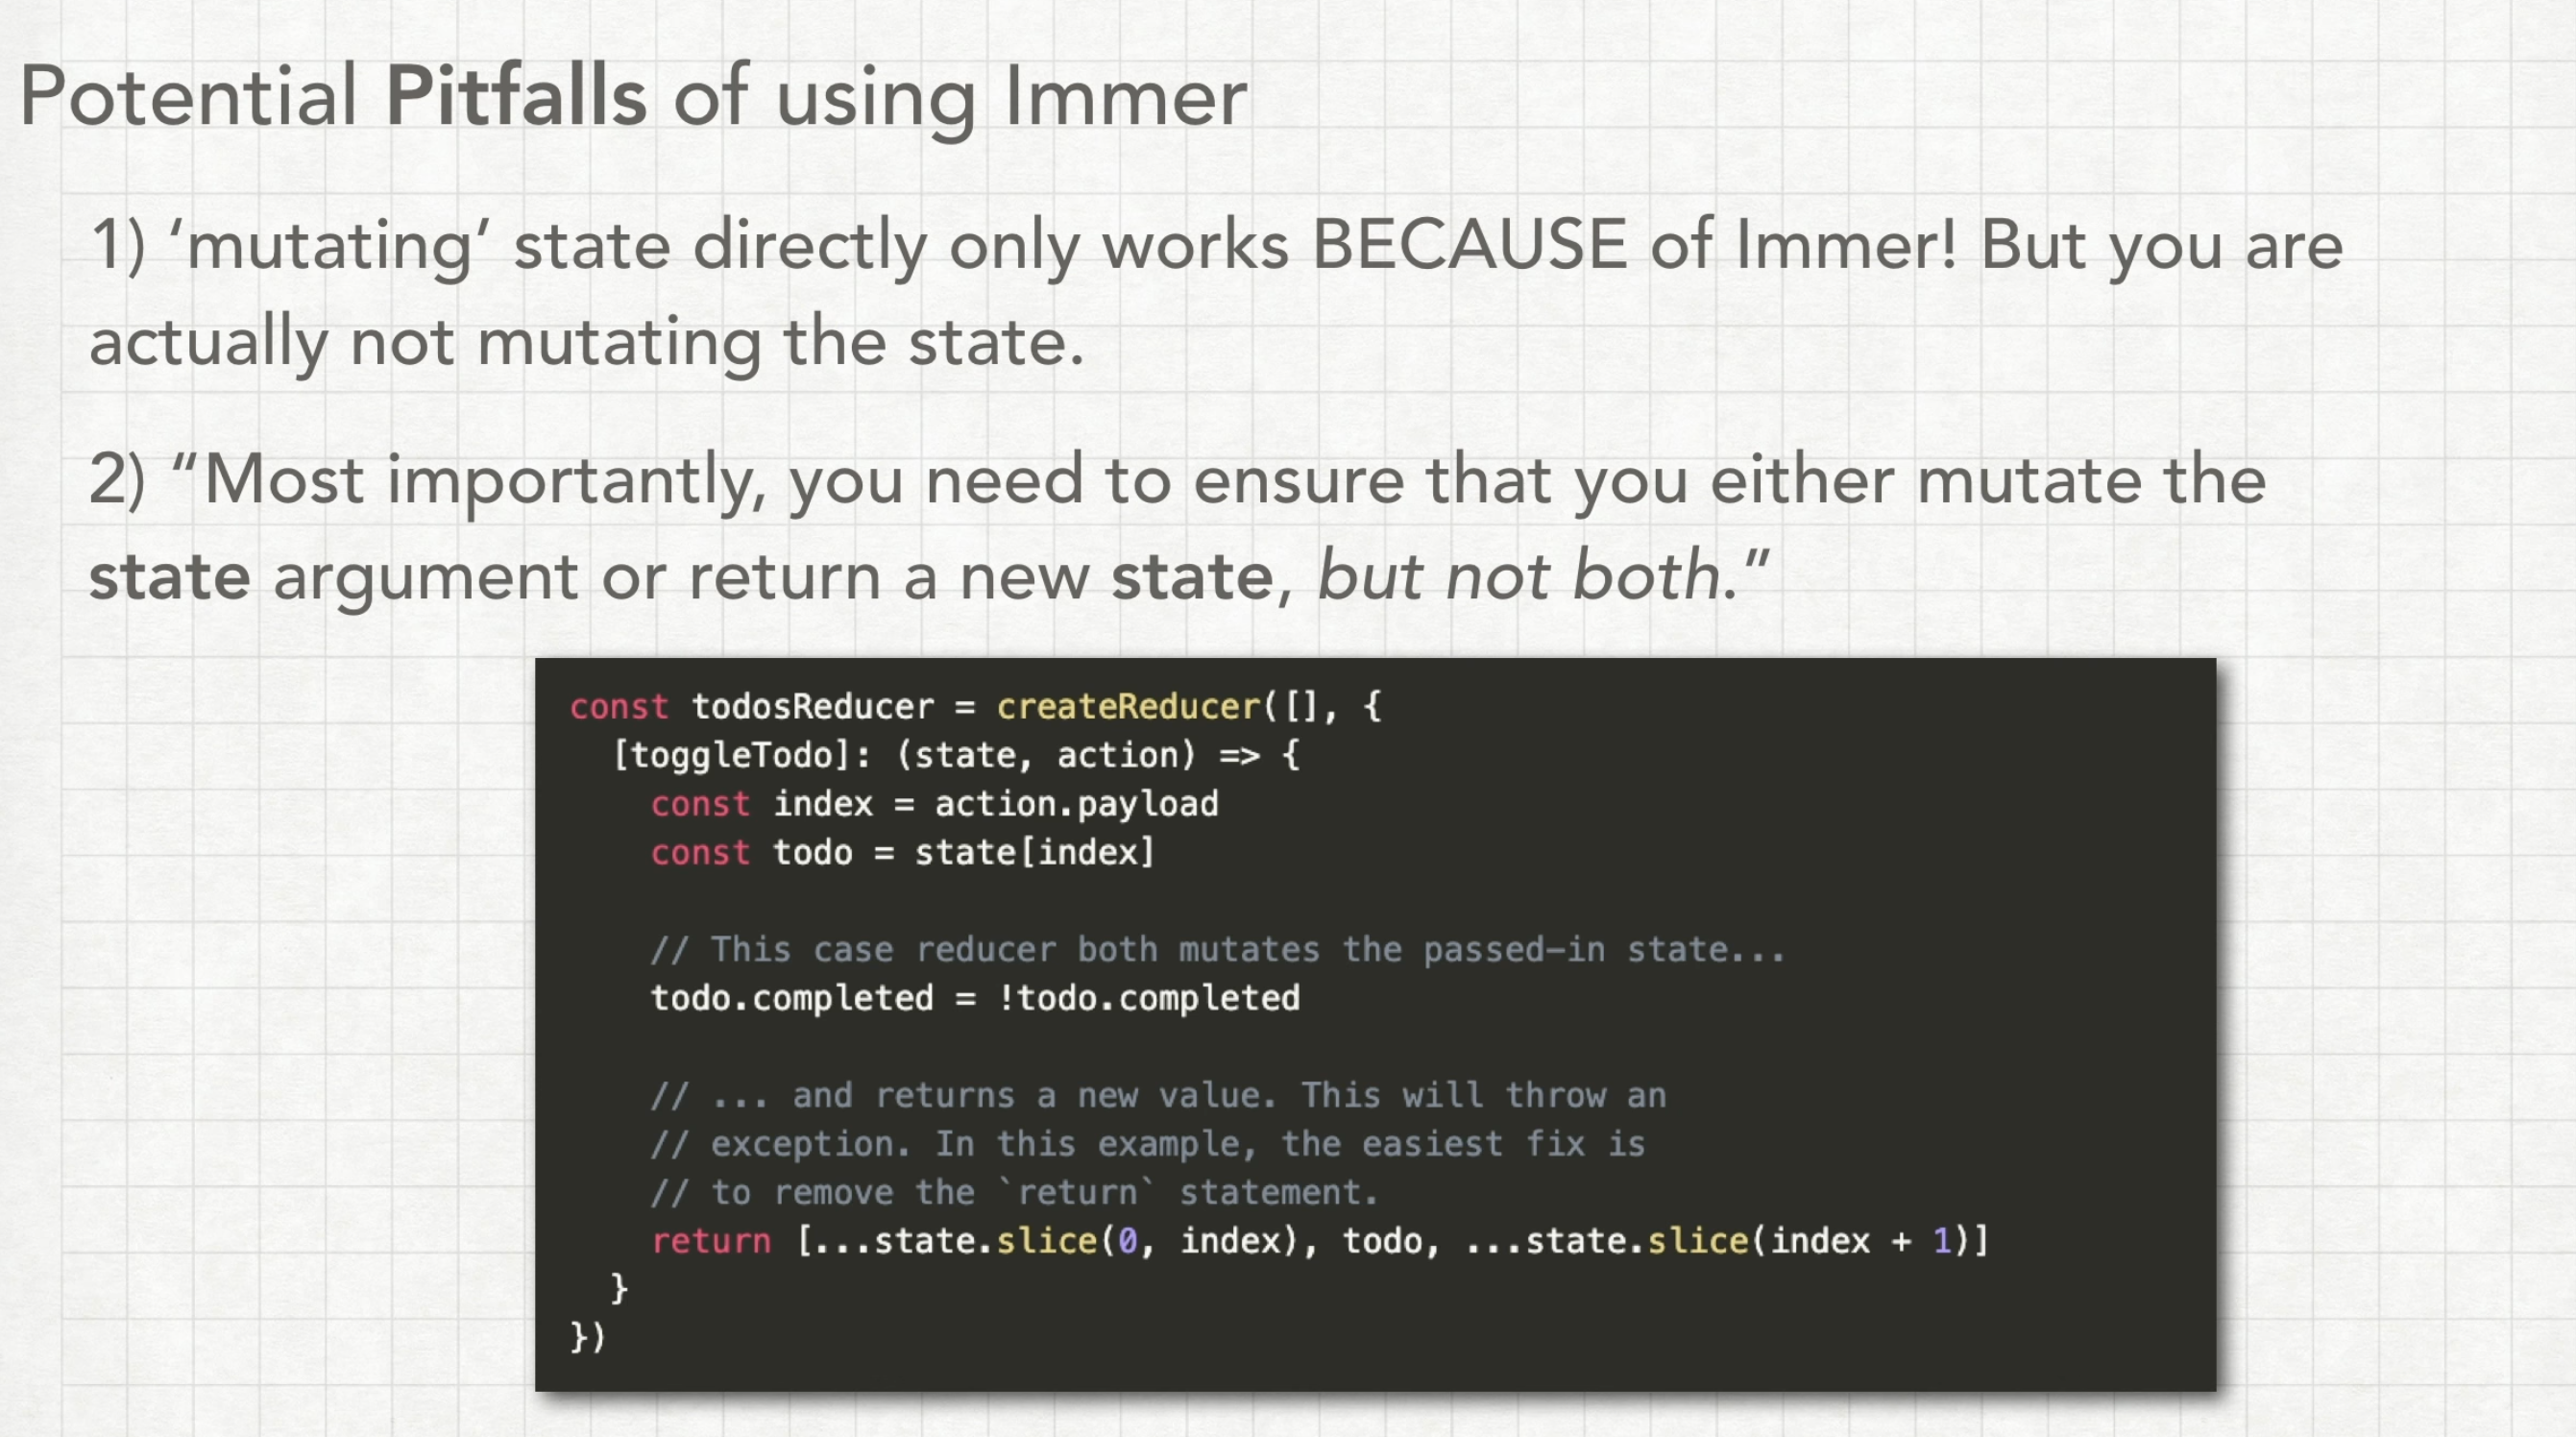 Potential Pitfalls of using Immer
1) ‘mutating’ state directly only works BECAUSE of Immer! But you are
actually not mutating the state.
2) “Most importantly, you need to ensure that you either mutate the
state argument or return a new state, but not both.”
const todosReducer = createReducer([], {
  [toggleTodo]: (state, action) => {
    const index = action.payload
    const todo = state[index]
    // This case reducer both mutates the passed-in state...
    todo.completed = !todo.completed
    // ... and returns a new value. This will throw an
    // exception. In this example, the easiest fix is
    // to remove the `return` statement.
    return [...state.slice(0, index), todo, ...state.slice(index + 1)]
  }
})